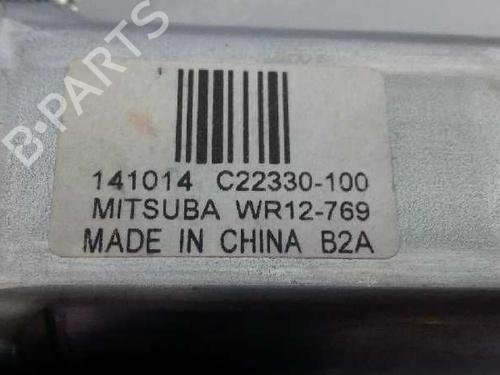 B-PARTS
141014 C22330-100
MITSUBA WR12-769
MADE IN CHINA B2A